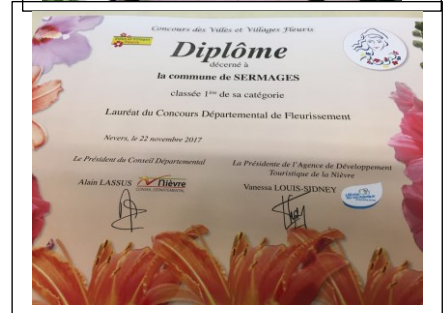 Concours des Villes et Villages Fleuris
Diplôme
décerné à
la commune de SERMAGES
classée 1ère de sa catégorie
Lauréat du Concours Départemental de Fleurissement
Nevers, le 22 novembre 2017
Le Président du Conseil Départemental
Alain LASSUS
Nièvre
CONSEIL DÉPARTEMENTAL
La Présidente de l'Agence de Développement
Touristique de la Nièvre
Vanessa LOUIS-SIDNEY